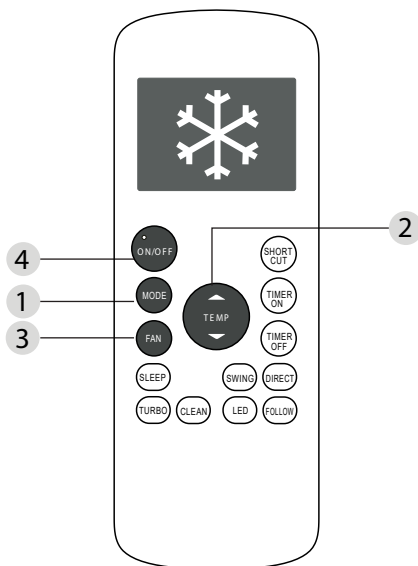 2
4
ON/OFF
SHORT
CUT
1
MODE
TEMP
TIMER
ON
3
FAN
TIMER
OFF
SLEEP
SWING
DIRECT
TURBO
CLEAN
LED
FOLLOW